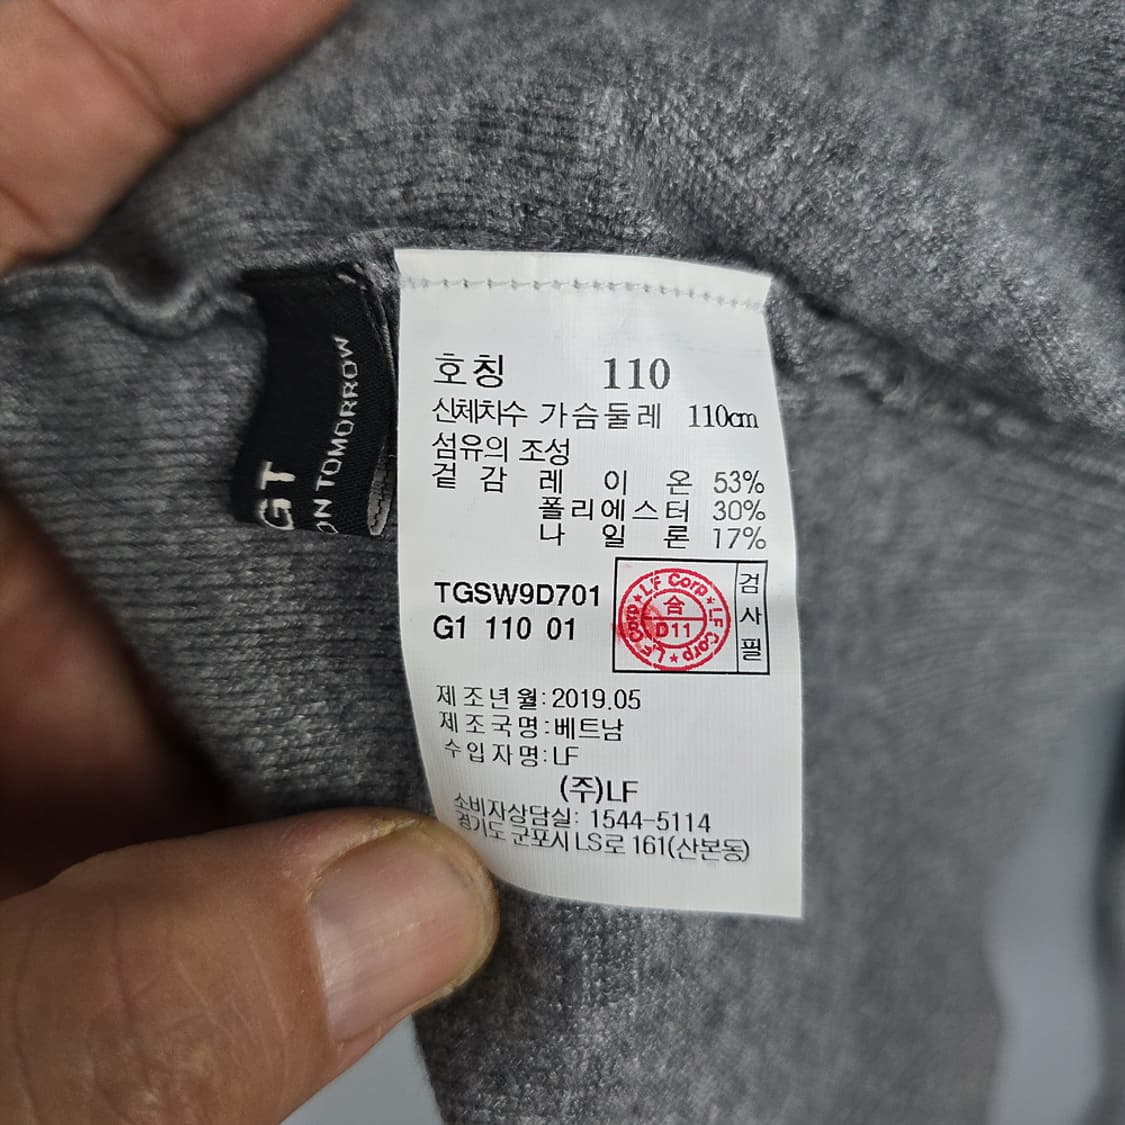 호칭 110
신체치수 가슴둘레 110cm
섬유의 조성
겉감 레이온 53%
폴리에스터 30%
나일론 17%
TGSW9D701
G1 110 01
LF Corp ★ LF Corp ★ LF Corp ★
合
D11
검사필
제조년월:2019.05
제조국명:베트남
수입자명:LF
(주)LF
소비자상담실: 1544-5114
경기도 군포시 LS로 161(산본동)
GT
ON TOMORROW